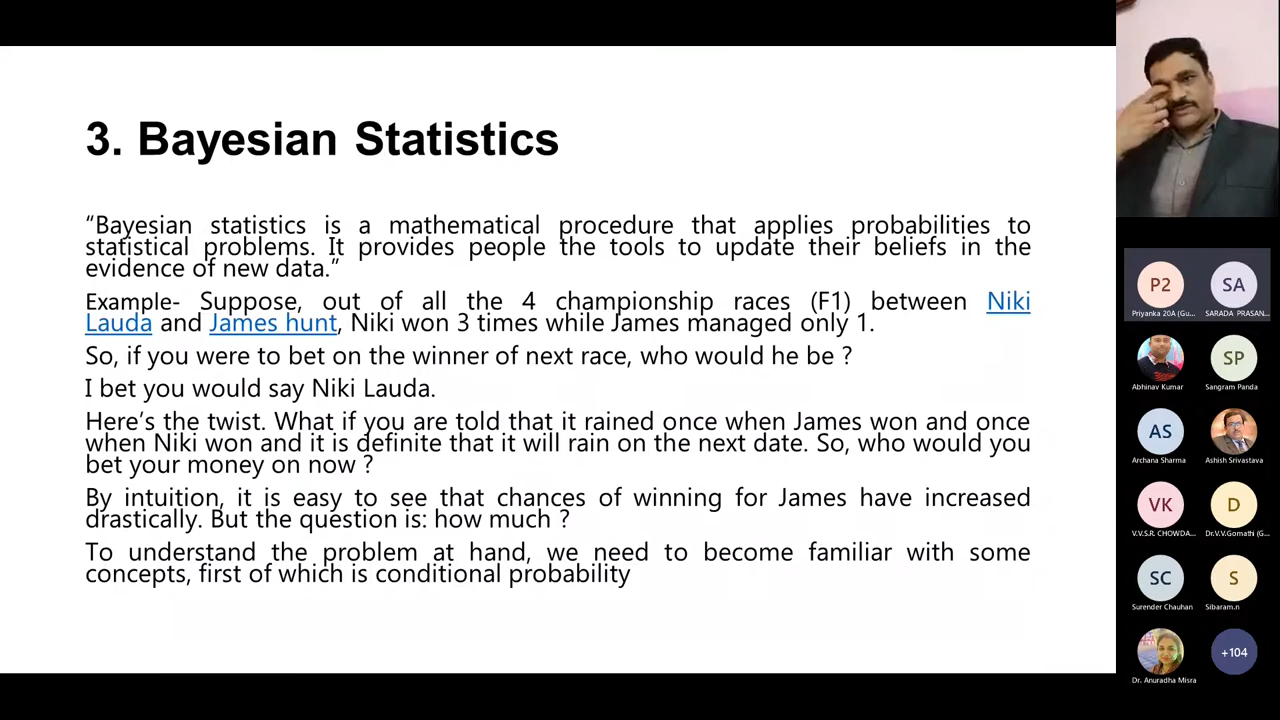 3. Bayesian Statistics
“Bayesian statistics is a mathematical procedure that applies probabilities to
statistical problems. It provides people the tools to update their beliefs in the
evidence of new data.”
Example- Suppose, out of all the 4 championship races (F1) between Niki
Lauda and James hunt, Niki won 3 times while James managed only 1.
So, if you were to bet on the winner of next race, who would he be ?
I bet you would say Niki Lauda.
Here’s the twist. What if you are told that it rained once when James won and once
when Niki won and it is definite that it will rain on the next date. So, who would you
bet your money on now ?
By intuition, it is easy to see that chances of winning for James have increased
drastically. But the question is: how much ?
To understand the problem at hand, we need to become familiar with some
concepts, first of which is conditional probability
P2 SA
Priyanka 20A (Gu... SARADA PRASAN...
SP
Abhinav Kumar Sangram Panda
AS
Archana Sharma Ashish Srivastava
VK D
V.V.S.R. CHOWDA... Dr.V.V.Gomathi (G...
SC S
Surender Chauhan Sibaram.n
+104
Dr. Anuradha Misra